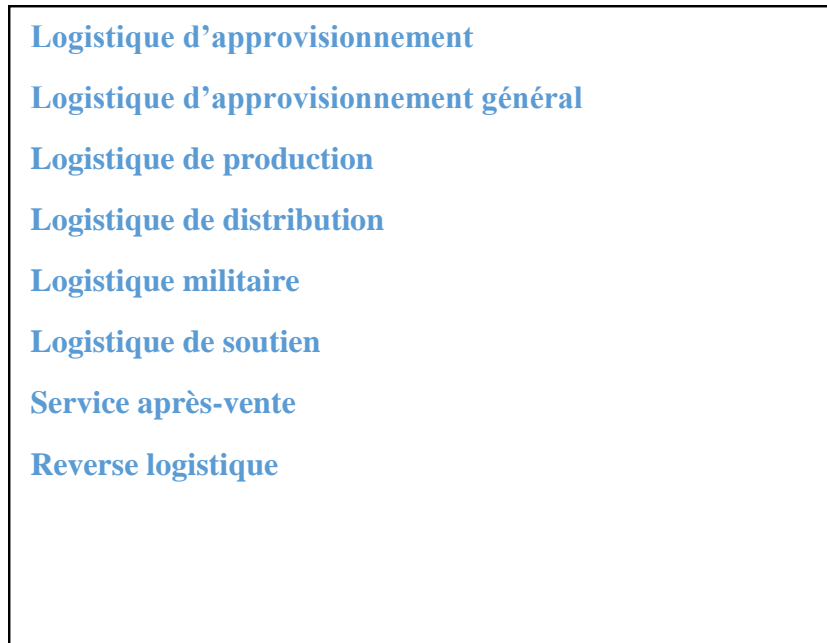 Logistique d’approvisionnement
Logistique d’approvisionnement général
Logistique de production
Logistique de distribution
Logistique militaire
Logistique de soutien
Service après-vente
Reverse logistique